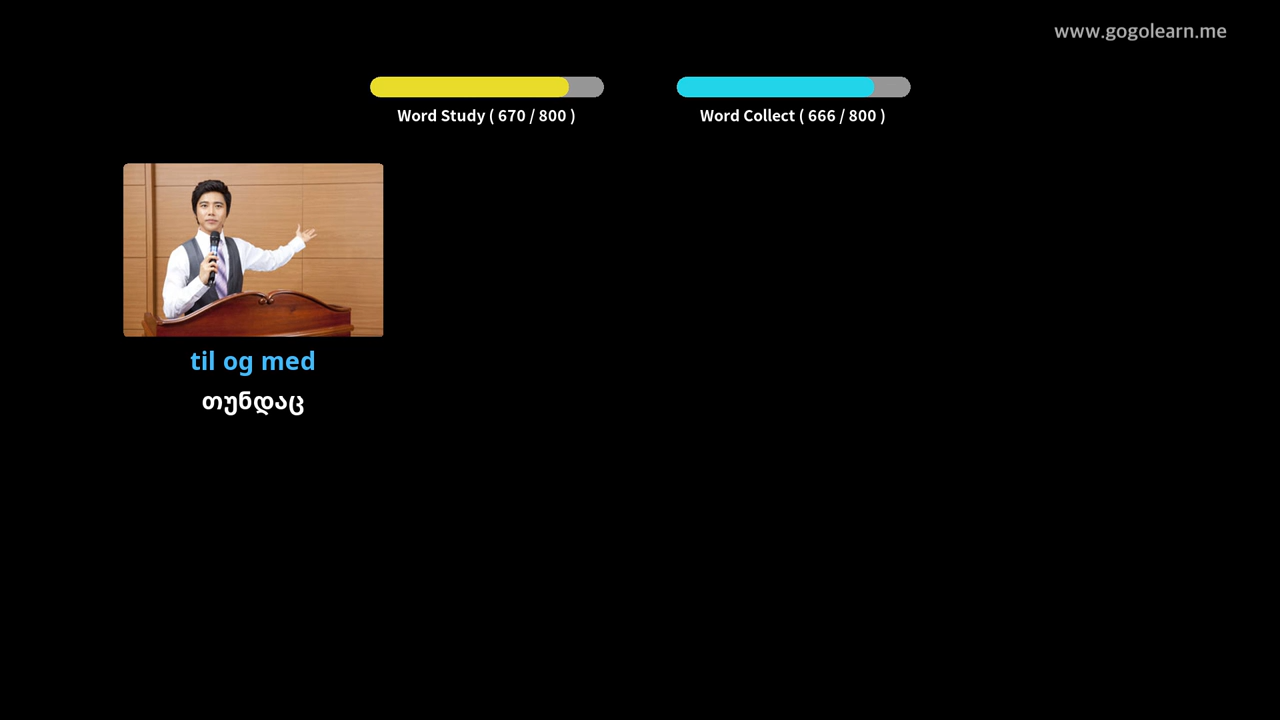 www.gogolearn.me
Word Study ( 670 / 800 )
Word Collect ( 666 / 800 )
til og med
თუნდაც